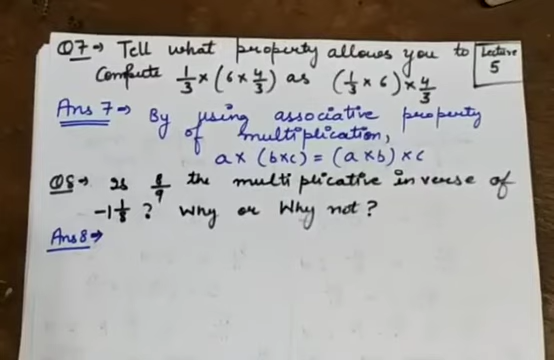 Q7→ Tell what property allows you to
Lecture
5
Compute 1/3 × (6 × 4/3) as (1/3 × 6) × 4/3
Ans 7→ By using associative property
of multiplication,
a × (b×c) = (a×b) × c
Q8→ Is 8/9 the multiplicative inverse of
-1 1/8 ? Why or Why not ?
Ans 8→